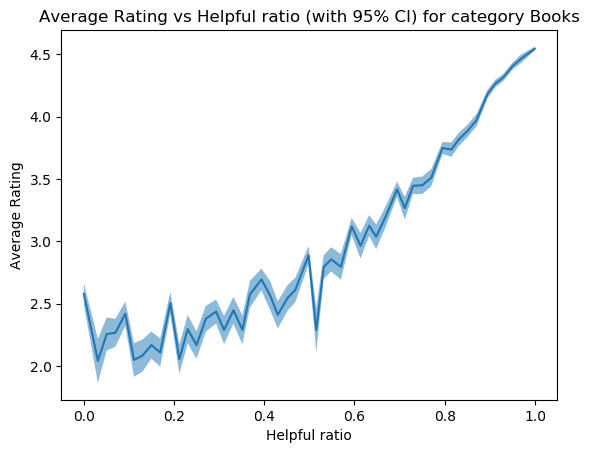 Average Rating vs Helpful ratio (with 95% CI) for category Books
4.5
4.0
3.5
3.0
2.5
2.0
Average Rating
0.0 0.2 0.4 0.6 0.8 1.0
Helpful ratio